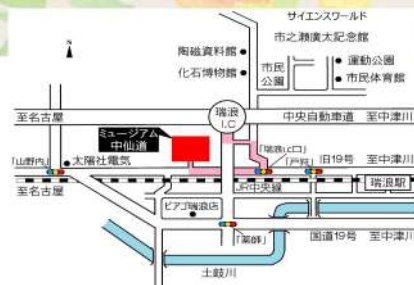 サイエンスワールド
市之瀬廣太記念館
陶磁資料館
化石博物館
市民
公園
運動公園
市民体育館
至名古屋
瑞浪
I.C
中央自動車道
至中津川
ミュージアム
中仙道
「山野内」
太陽社電気
「瑞浪I.C口」
「戸狩」
旧19号
至中津川
至名古屋
JR中央線
瑞浪駅
ピアゴ瑞浪店
「薬師」
国道19号
至中津川
土岐川